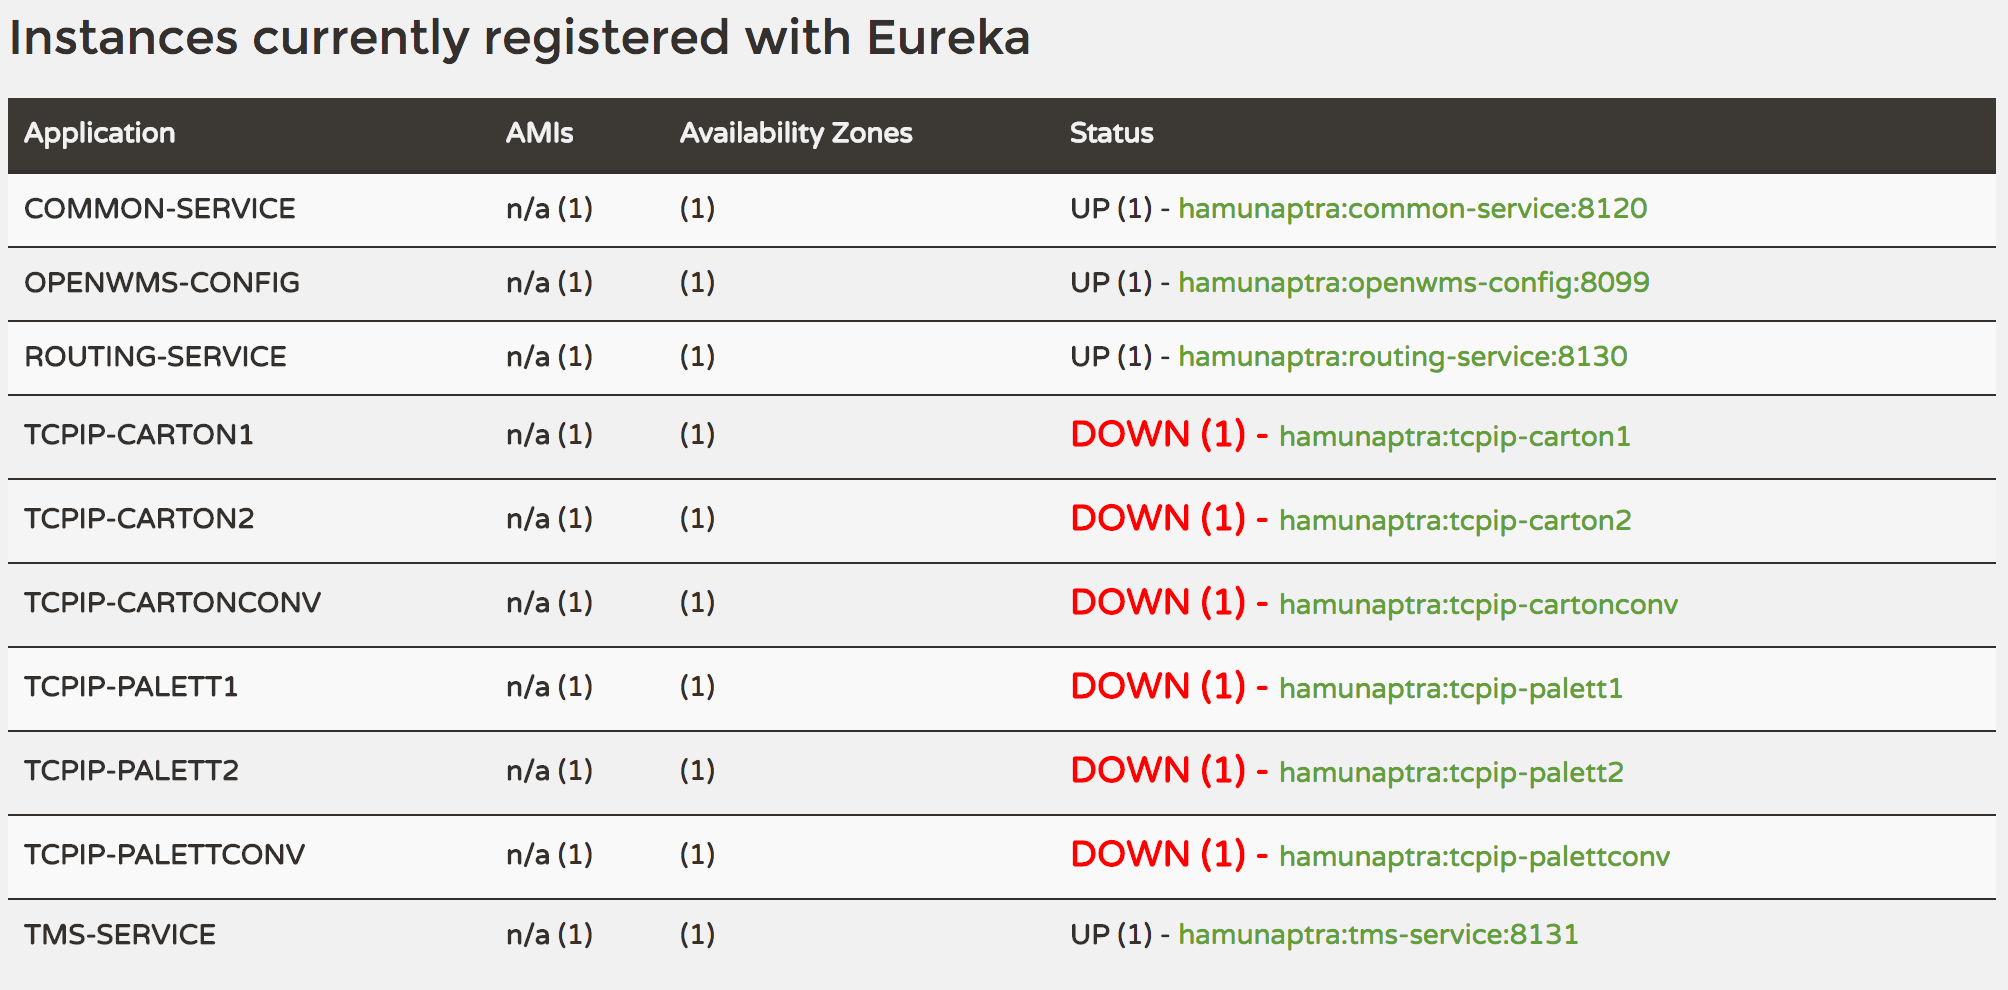 Instances currently registered with Eureka
Application AMIs Availability Zones Status
COMMON-SERVICE n/a (1) (1) UP (1) - hamunaptra:common-service:8120
OPENWMS-CONFIG n/a (1) (1) UP (1) - hamunaptra:openwms-config:8099
ROUTING-SERVICE n/a (1) (1) UP (1) - hamunaptra:routing-service:8130
TCPIP-CARTON1 n/a (1) (1) DOWN (1) - hamunaptra:tcpip-carton1
TCPIP-CARTON2 n/a (1) (1) DOWN (1) - hamunaptra:tcpip-carton2
TCPIP-CARTONCONV n/a (1) (1) DOWN (1) - hamunaptra:tcpip-cartonconv
TCPIP-PALETT1 n/a (1) (1) DOWN (1) - hamunaptra:tcpip-palett1
TCPIP-PALETT2 n/a (1) (1) DOWN (1) - hamunaptra:tcpip-palett2
TCPIP-PALETTCONV n/a (1) (1) DOWN (1) - hamunaptra:tcpip-palettconv
TMS-SERVICE n/a (1) (1) UP (1) - hamunaptra:tms-service:8131